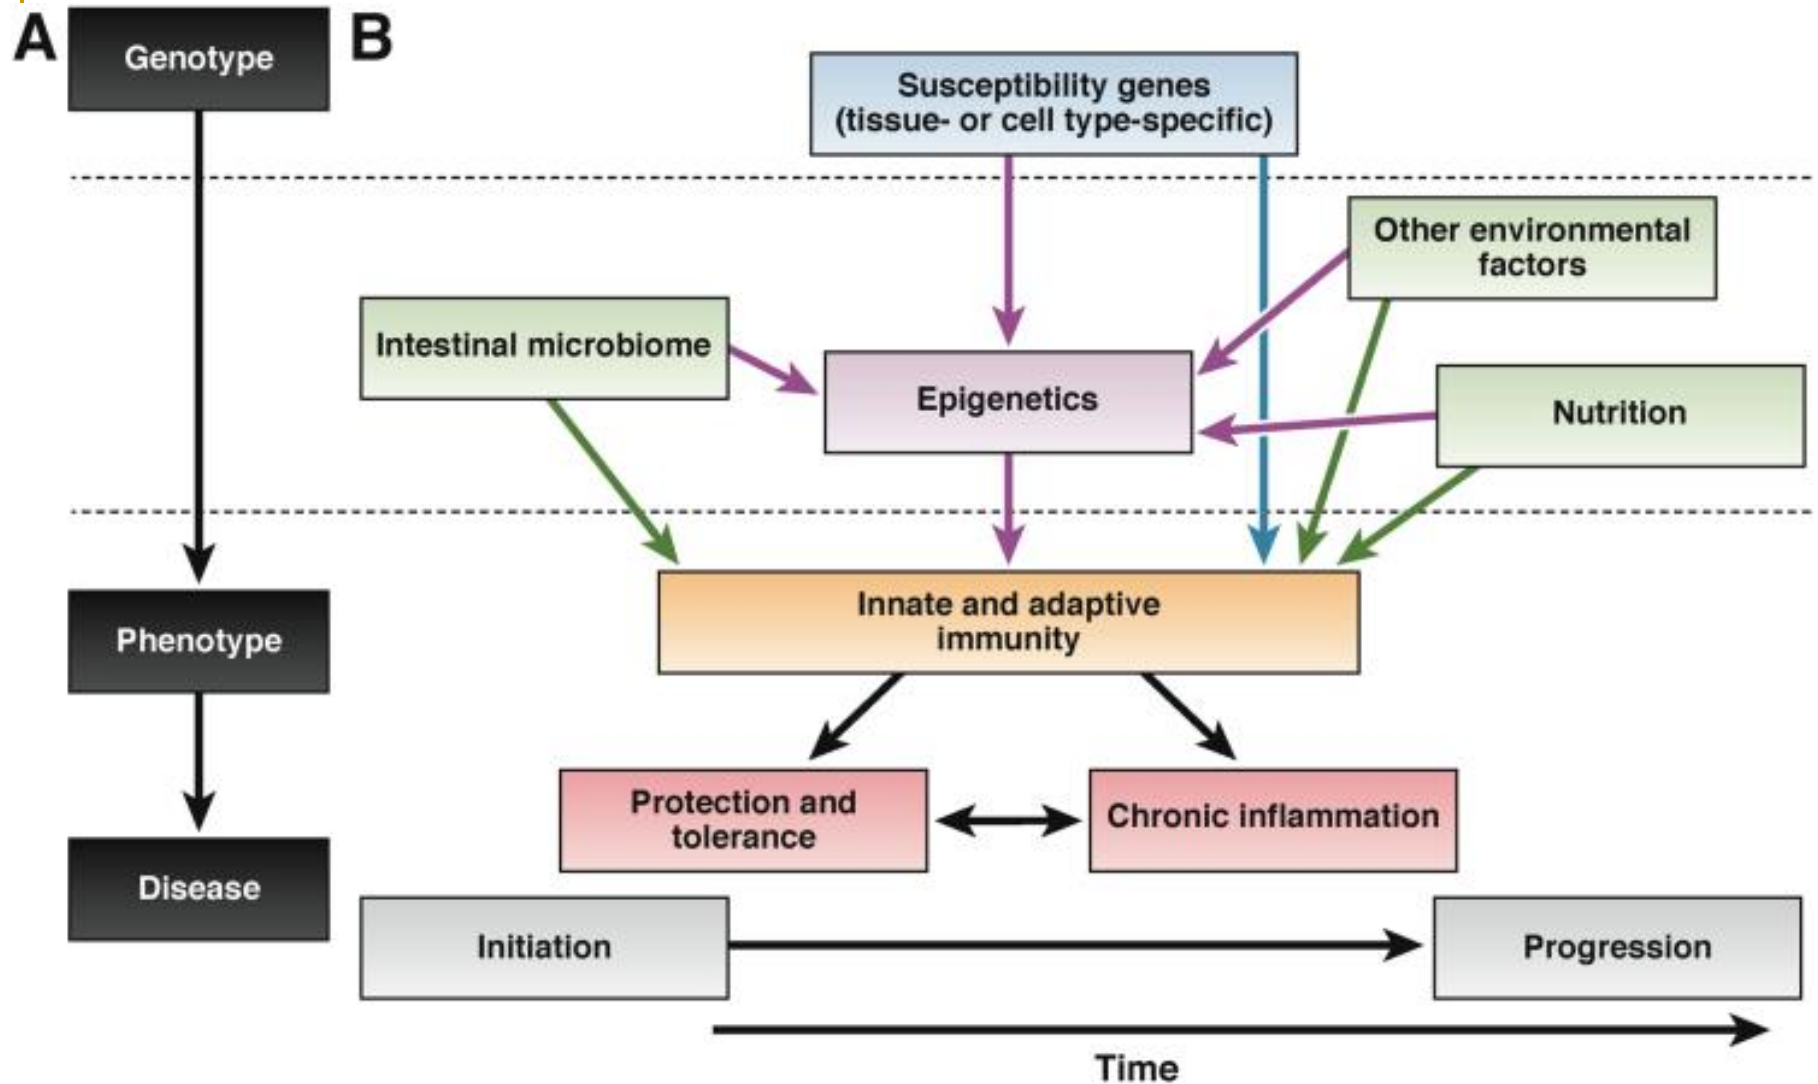 A
Genotype
Phenotype
Disease
B
Susceptibility genes
(tissue- or cell type-specific)
Other environmental
factors
Intestinal microbiome
Epigenetics
Nutrition
Innate and adaptive
immunity
Protection and
tolerance
Chronic inflammation
Initiation
Progression
Time